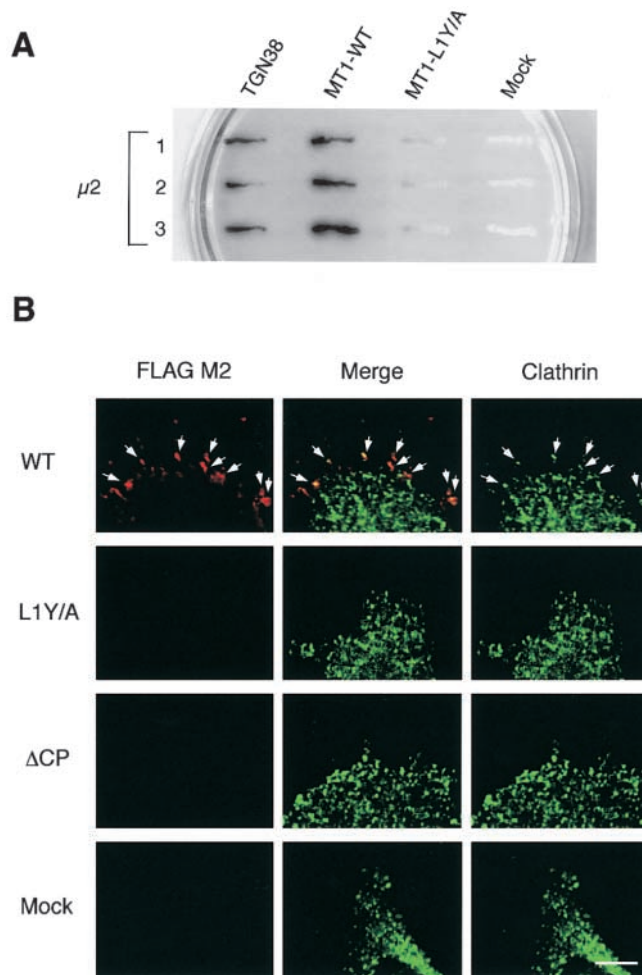 A
TGN38
MT1-WT
MT1-L1Y/A
Mock
μ2
1
2
3
B
FLAG M2 Merge Clathrin
WT
L1Y/A
ΔCP
Mock